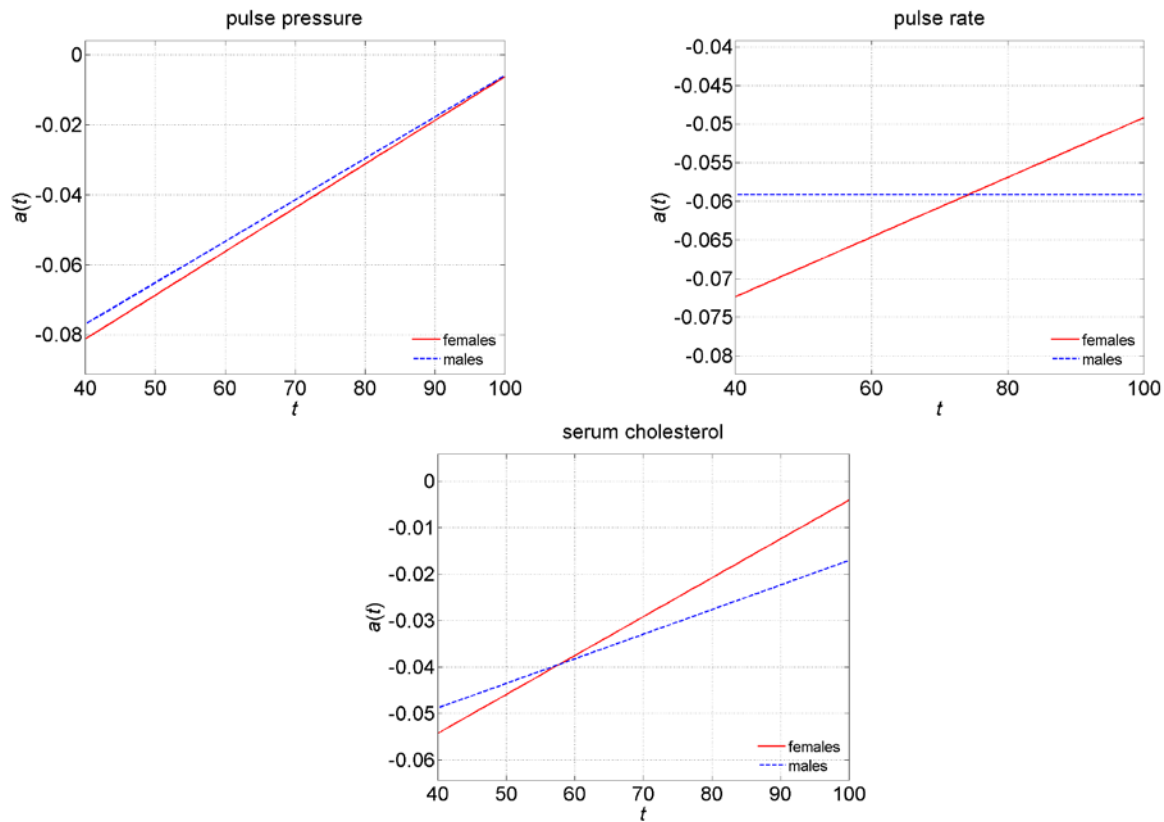 pulse pressure
0
-0.02
-0.04
-0.06
-0.08
a(t)
40 50 60 70 80 90 100
t
females
males
pulse rate
-0.04
-0.045
-0.05
-0.055
-0.06
-0.065
-0.07
-0.075
-0.08
a(t)
40 60 80 100
t
females
males
serum cholesterol
0
-0.01
-0.02
-0.03
-0.04
-0.05
-0.06
a(t)
40 50 60 70 80 90 100
t
females
males